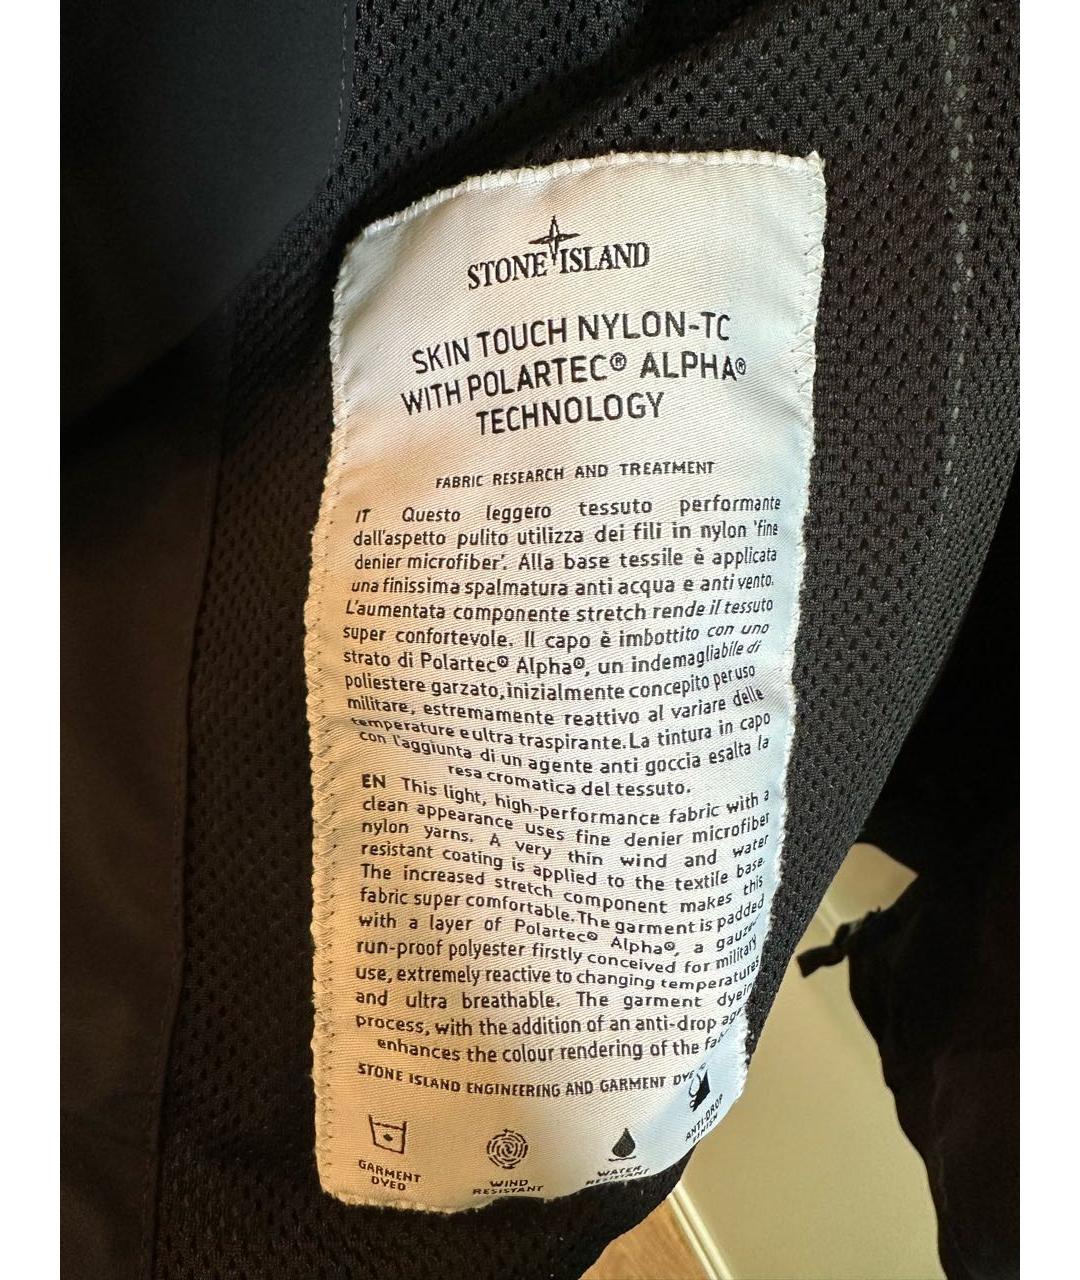 STONE ISLAND
SKIN TOUCH NYLON-TC
WITH POLARTEC® ALPHA®
TECHNOLOGY
FABRIC RESEARCH AND TREATMENT
IT Questo leggero tessuto performante
dall'aspetto pulito utilizza dei fili in nylon 'fine
denier microfiber'. Alla base tessile è applicata
una finissima spalmatura anti acqua e anti vento.
L'aumentata componente stretch rende il tessuto
super confortevole. Il capo è imbottito con uno
strato di Polartec® Alpha®, un indemagliabile di
poliestere garzato, inizialmente concepito per uso
militare, estremamente reattivo al variare delle
temperature e ultra traspirante. La tintura in capo
con l'aggiunta di un agente anti goccia esalta la
resa cromatica del tessuto.
EN This light, high-performance fabric with a
clean appearance uses fine denier microfiber
nylon yarns. A very thin wind and water
resistant coating is applied to the textile base.
The increased stretch component makes this
fabric super comfortable. The garment is padded
with a layer of Polartec® Alpha®, a gauzed
run-proof polyester firstly conceived for military
use, extremely reactive to changing temperatures
and ultra breathable. The garment dyeing
process, with the addition of an anti-drop
enhances the colour rendering of the
STONE ISLAND ENGINEERING AND GARMENT
GARMENT
DYED
WIND
RESISTANT
WATER
RESISTANT
ANTI-DROP
FINISH